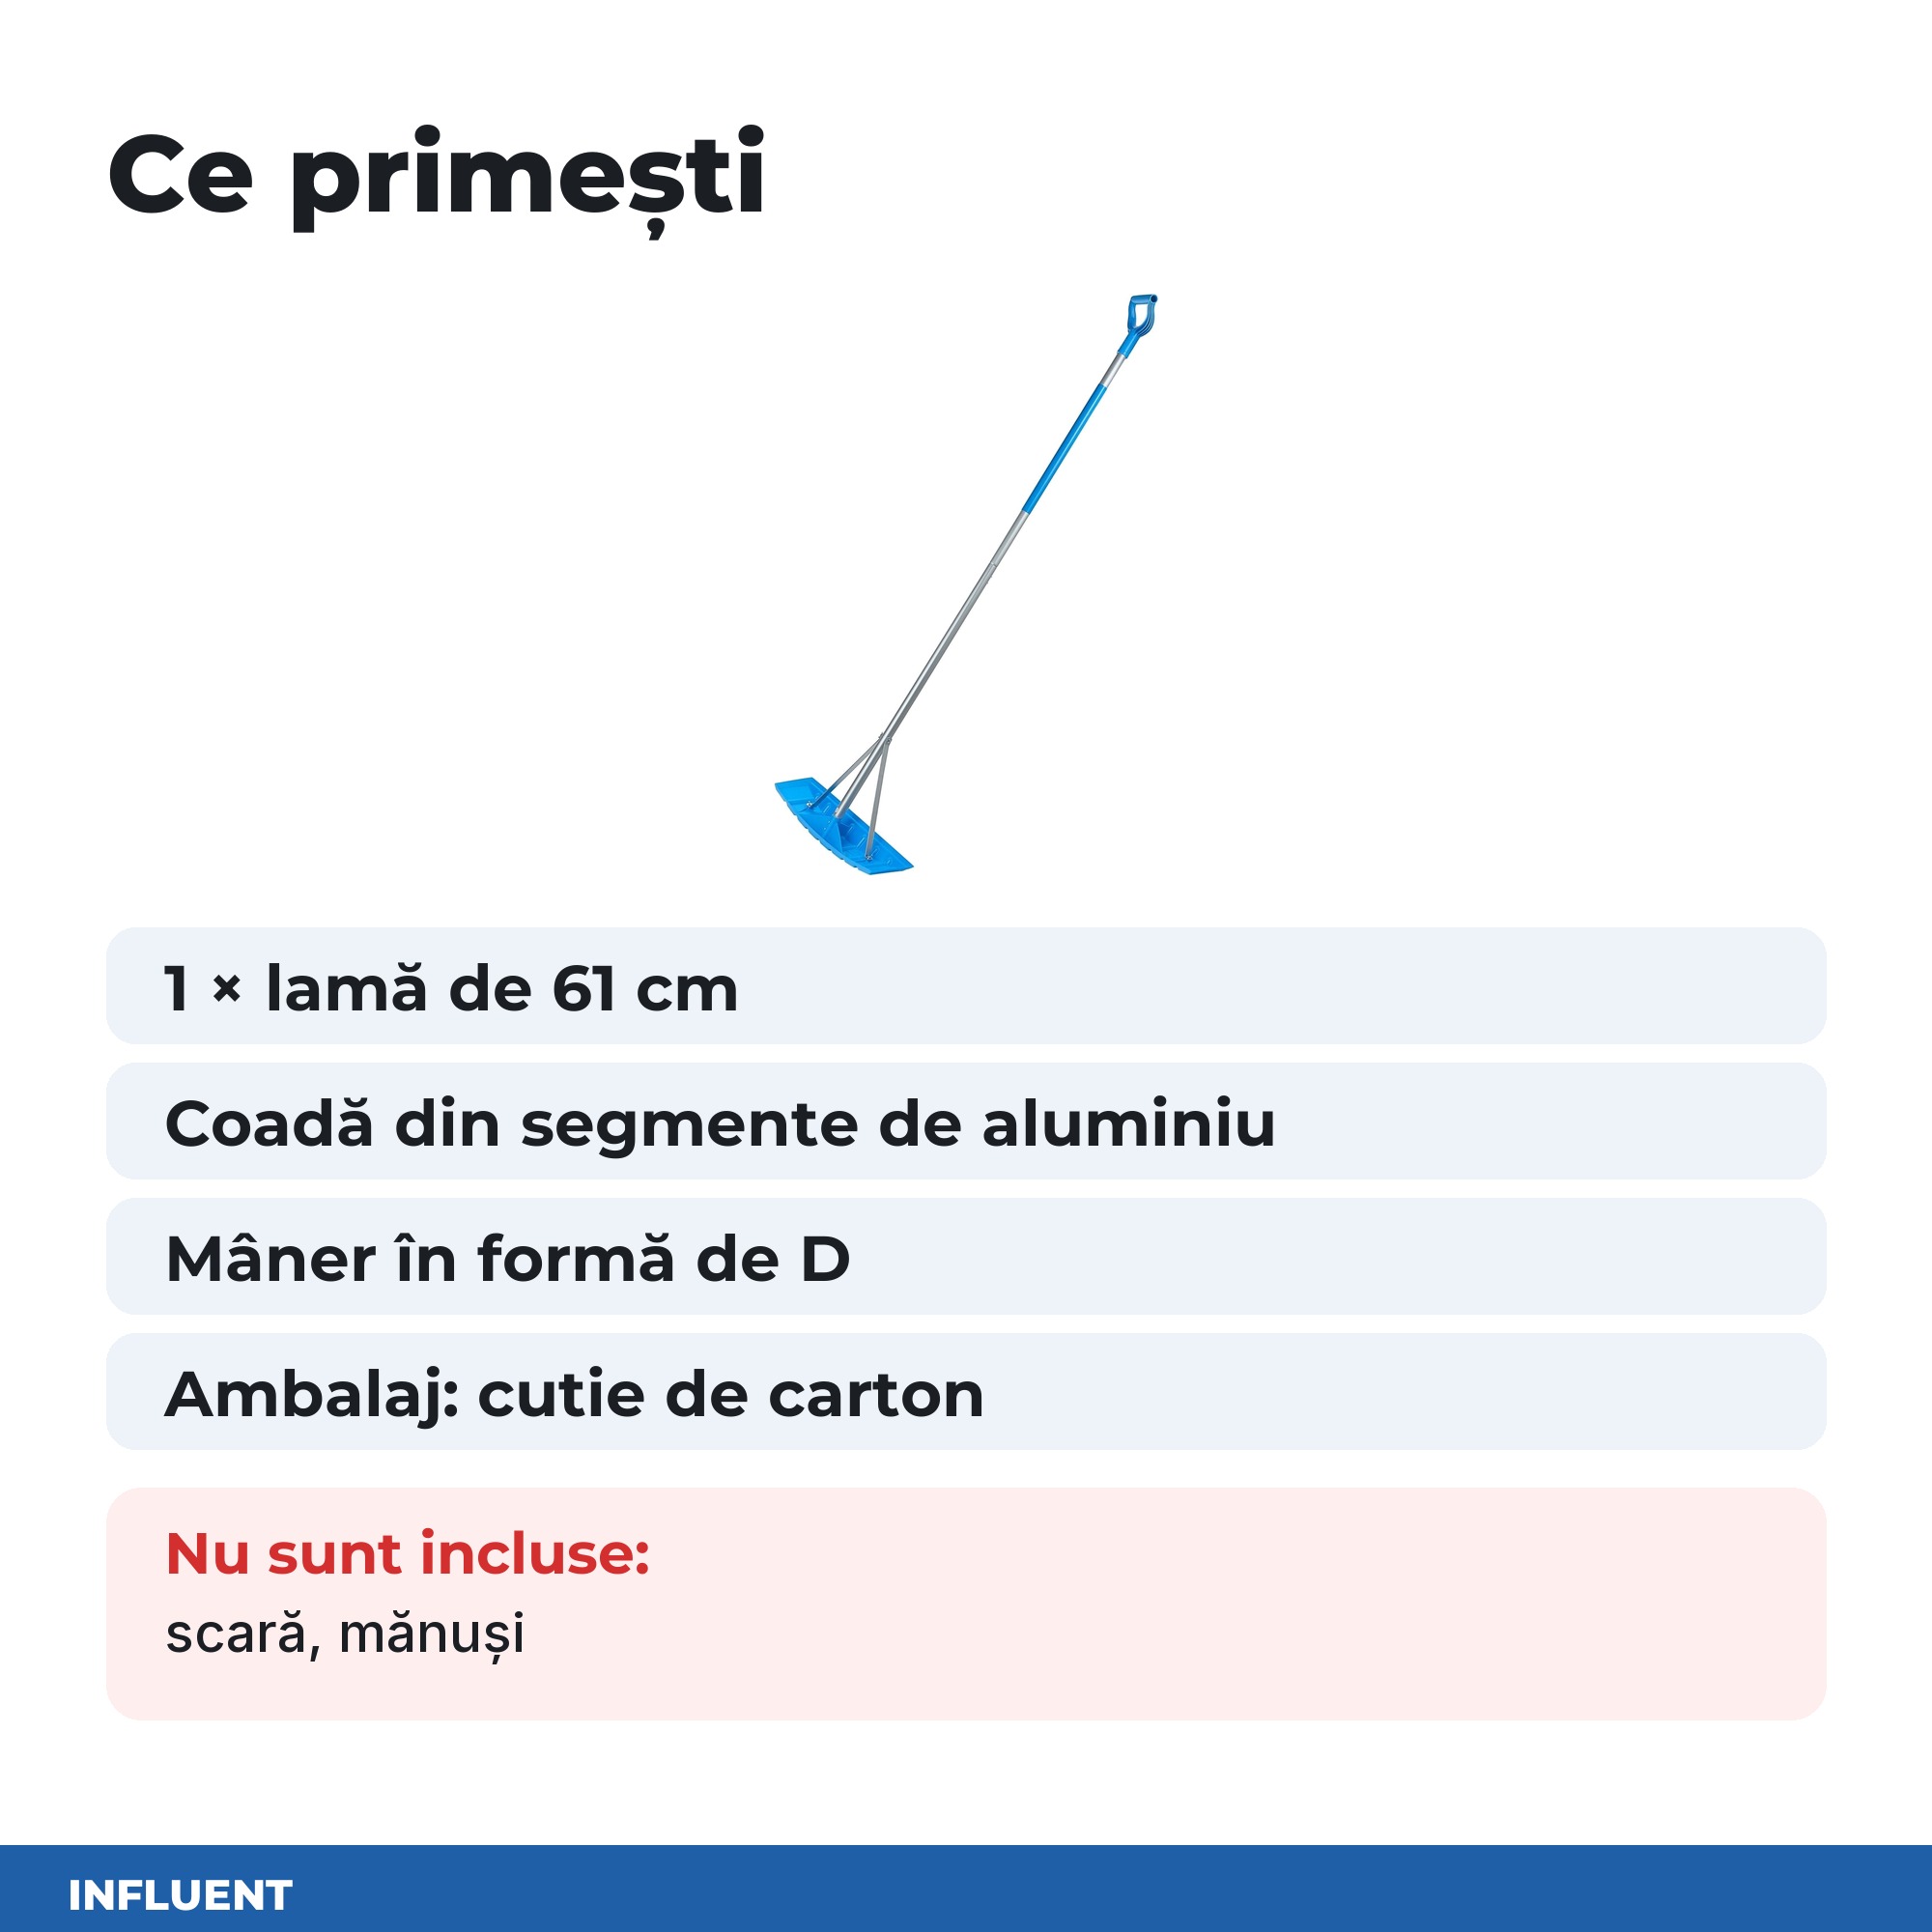 Ce primești
1 × lamă de 61 cm
Coadă din segmente de aluminiu
Mâner în formă de D
Ambalaj: cutie de carton
Nu sunt incluse:
scară, mănuși
INFLUENT